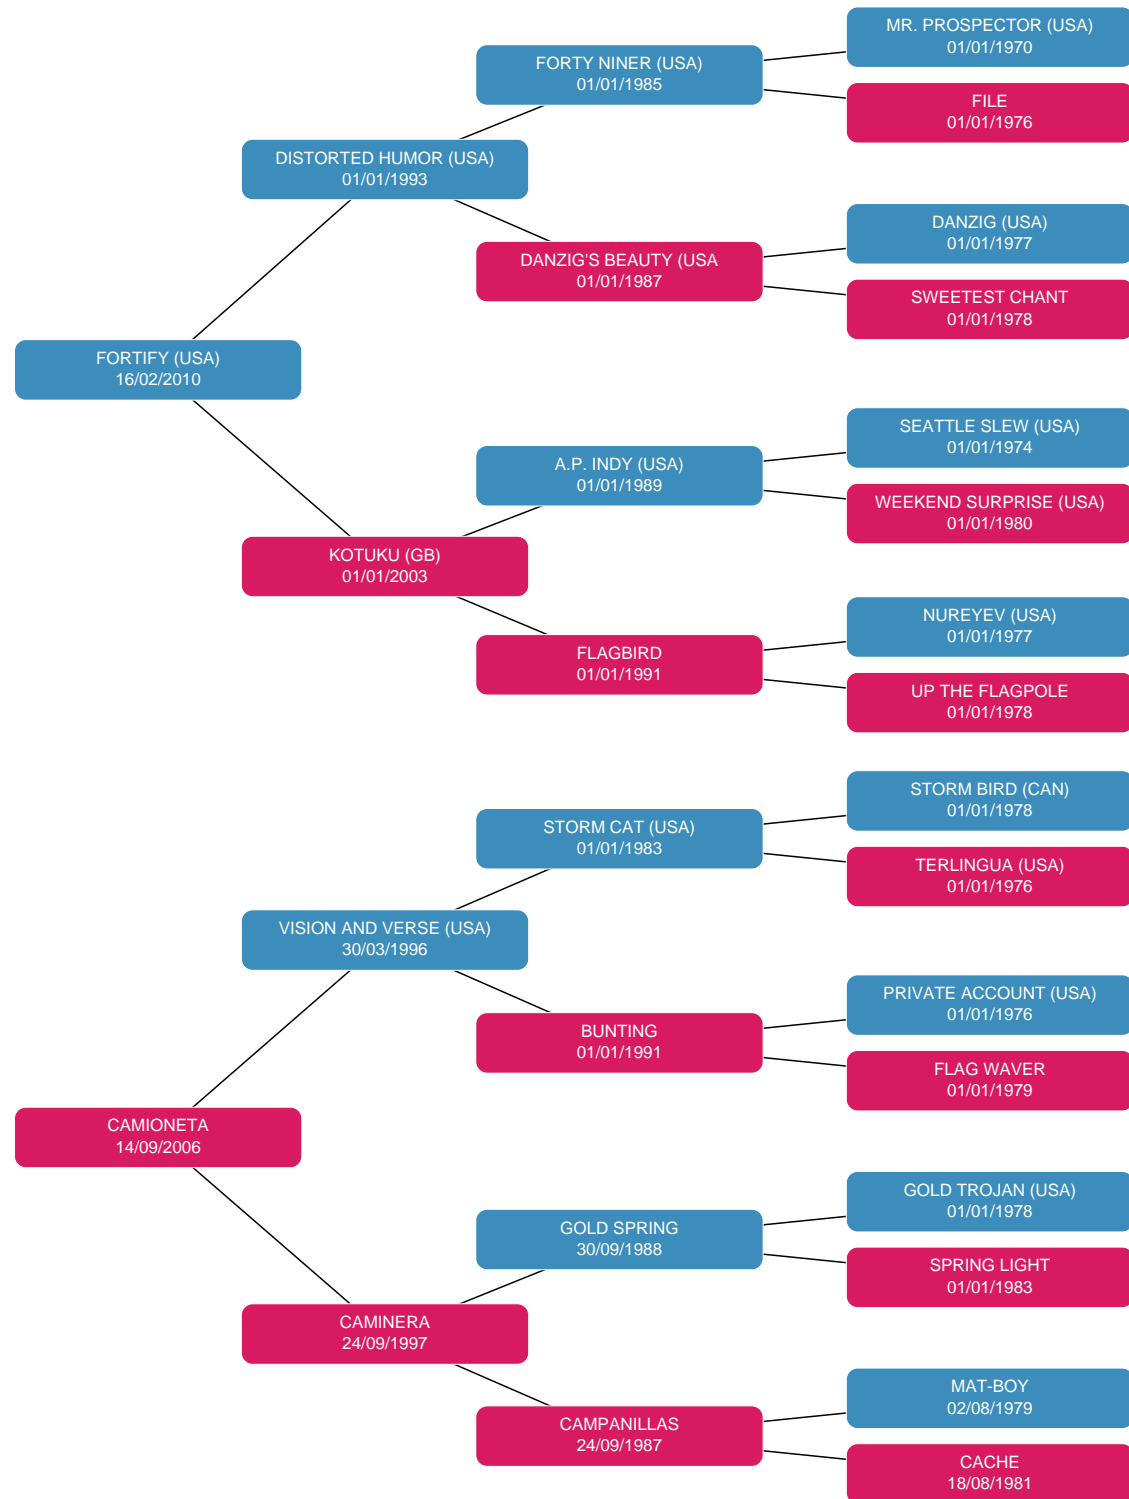 MR. PROSPECTOR (USA)
01/01/1970
FORTY NINER (USA)
01/01/1985
FILE
01/01/1976
DISTORTED HUMOR (USA)
01/01/1993
DANZIG (USA)
01/01/1977
DANZIG'S BEAUTY (USA
01/01/1987
SWEETEST CHANT
01/01/1978
FORTIFY (USA)
16/02/2010
SEATTLE SLEW (USA)
01/01/1974
A.P. INDY (USA)
01/01/1989
WEEKEND SURPRISE (USA)
01/01/1980
KOTUKU (GB)
01/01/2003
NUREYEV (USA)
01/01/1977
FLAGBIRD
01/01/1991
UP THE FLAGPOLE
01/01/1978
STORM BIRD (CAN)
01/01/1978
STORM CAT (USA)
01/01/1983
TERLINGUA (USA)
01/01/1976
VISION AND VERSE (USA)
30/03/1996
PRIVATE ACCOUNT (USA)
01/01/1976
BUNTING
01/01/1991
FLAG WAVER
01/01/1979
CAMIONETA
14/09/2006
GOLD TROJAN (USA)
01/01/1978
GOLD SPRING
30/09/1988
SPRING LIGHT
01/01/1983
CAMINERA
24/09/1997
MAT-BOY
02/08/1979
CAMPANILLAS
24/09/1987
CACHE
18/08/1981